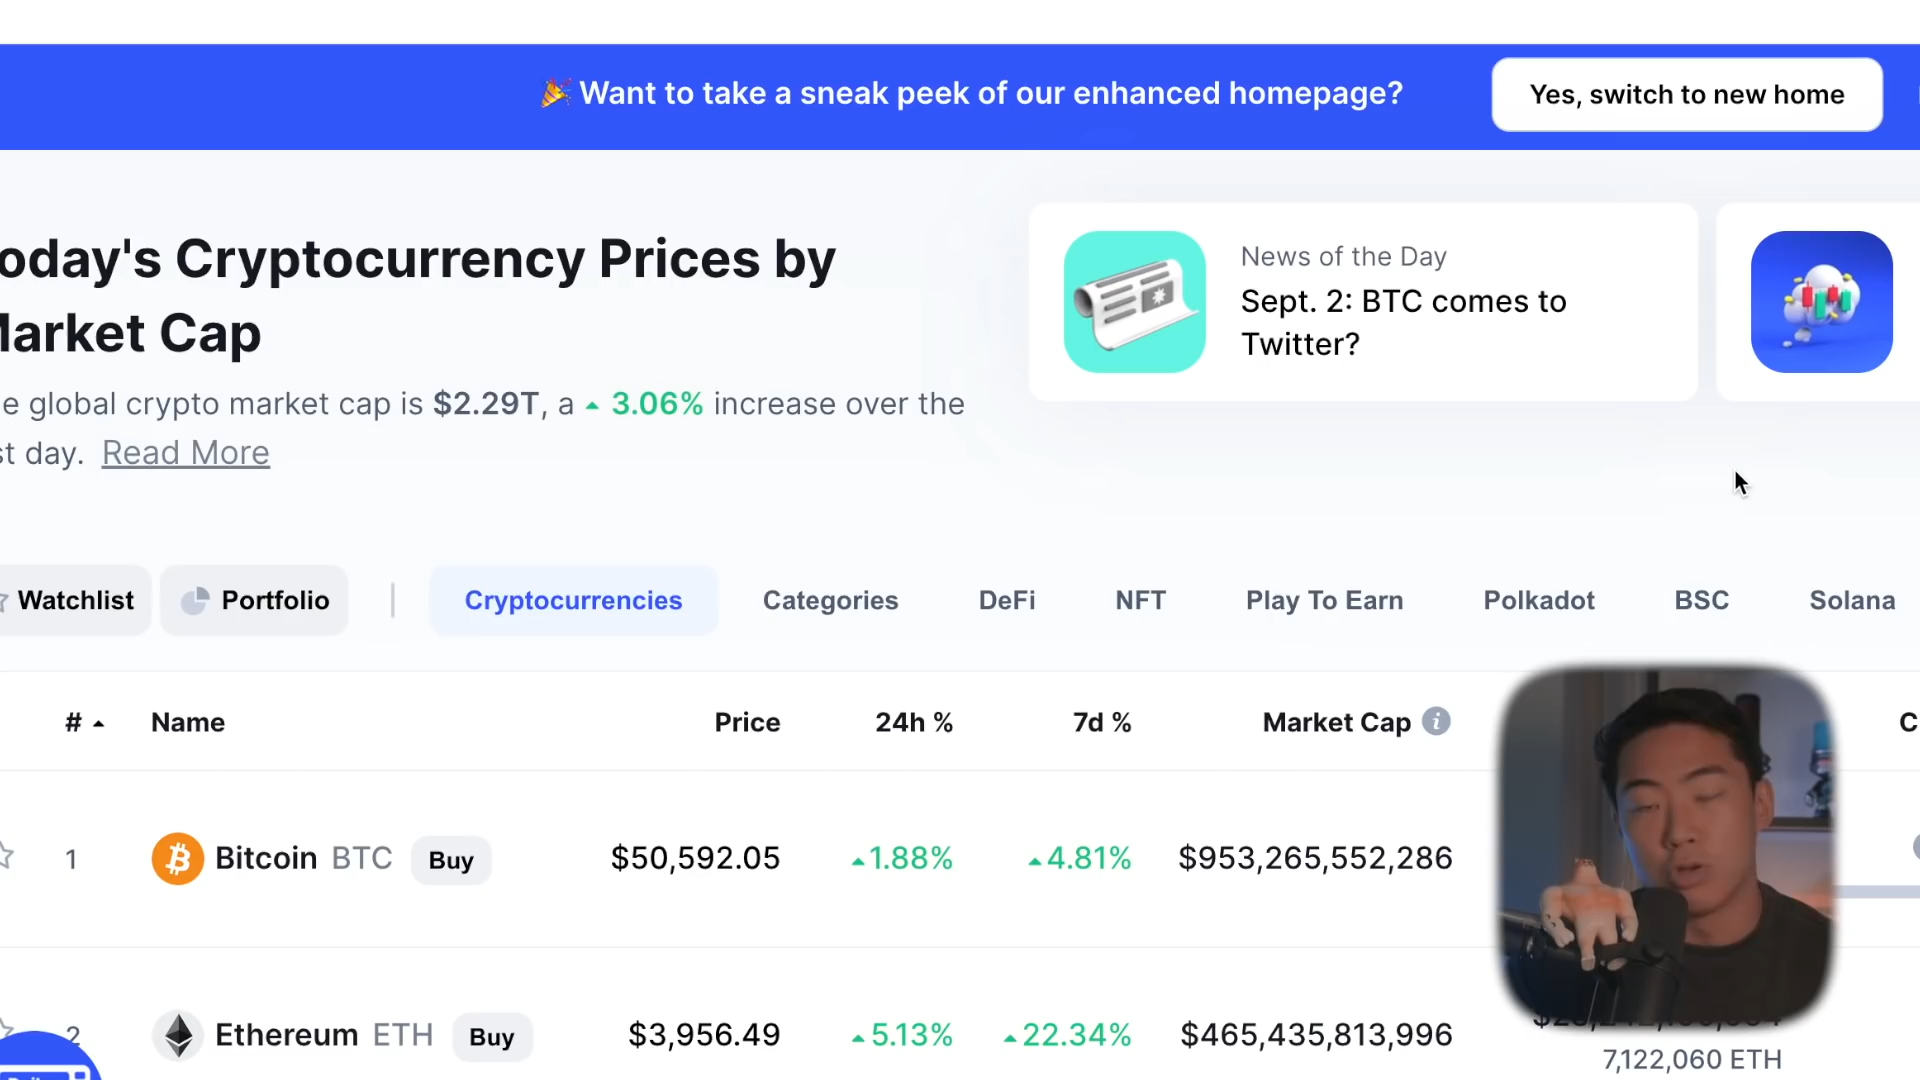 🎉 Want to take a sneak peek of our enhanced homepage?
Yes, switch to new home
oday's Cryptocurrency Prices by
Market Cap
e global crypto market cap is $2.29T, a 3.06% increase over the
st day. Read More
News of the Day
Sept. 2: BTC comes to
Twitter?
Watchlist
Portfolio
Cryptocurrencies
Categories
DeFi
NFT
Play To Earn
Polkadot
BSC
Solana
# Name Price 24h % 7d % Market Cap C
1 Bitcoin BTC Buy $50,592.05 1.88% 4.81% $953,265,552,286
2 Ethereum ETH Buy $3,956.49 5.13% 22.34% $465,435,813,996
7,122,060 ETH